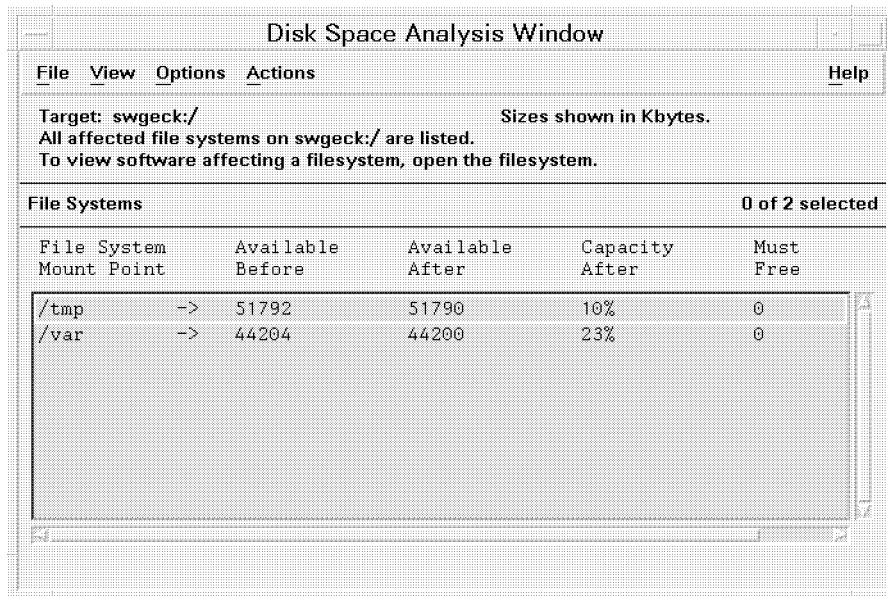 Disk Space Analysis Window
File View Options Actions Help
Target: swgeck:/ Sizes shown in Kbytes.
All affected file systems on swgeck:/ are listed.
To view software affecting a filesystem, open the filesystem.
File Systems 0 of 2 selected
File System Available Available Capacity Must
Mount Point Before After After Free
/tmp -> 51792 51790 10% 0
/var -> 44204 44200 23% 0